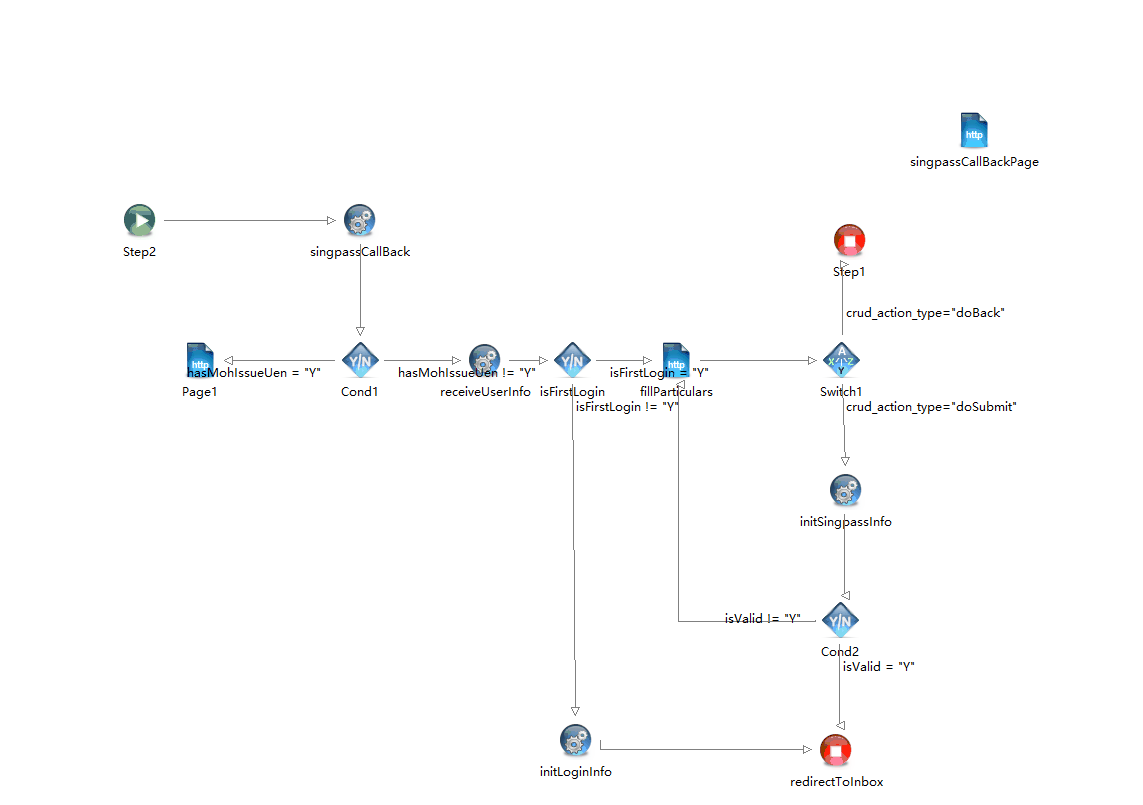 http
singpassCallBackPage
Step2
singpassCallBack
Step1
crud_action_type="doBack"
http
hasMohIssueUen = "Y"
Page1
Y/N
Cond1
hasMohIssueUen != "Y"
receiveUserInfo
Y/N
isFirstLogin
isFirstLogin = "Y"
http
fillParticulars
A
X
Z
Y
Switch1
isFirstLogin != "Y"
crud_action_type="doSubmit"
initSingpassInfo
isValid != "Y"
Y/N
Cond2
isValid = "Y"
initLoginInfo
redirectToInbox